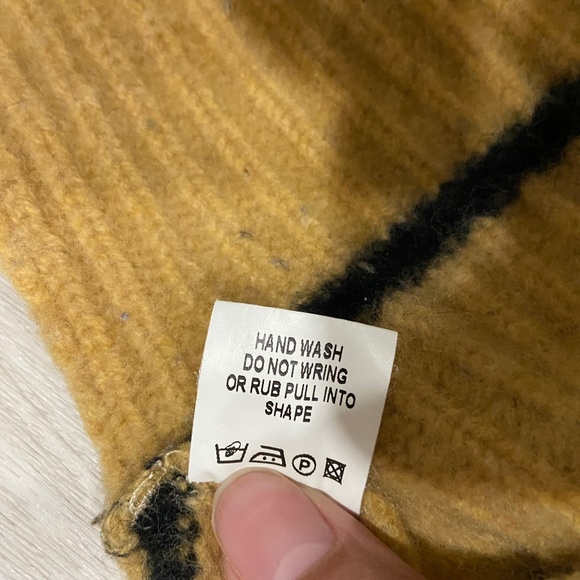 HAND WASH
DO NOT WRING
OR RUB PULL INTO
SHAPE
P